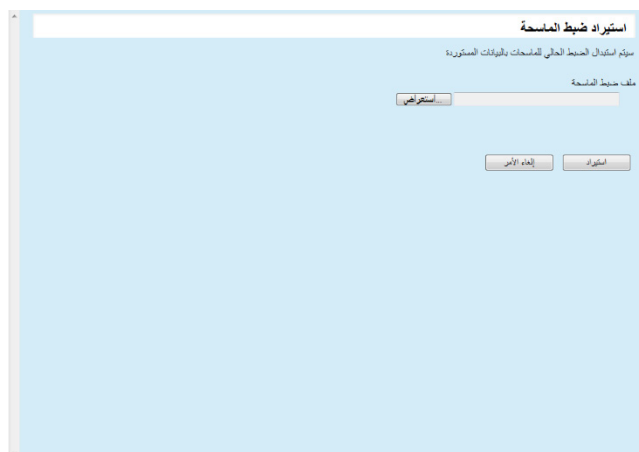 استيراد ضبط الماسحة
سيتم استبدال الضبط الحالي للماسحات بالبيانات المستوردة
ملف ضبط الماسحة
استعراض...
استيراد
إلغاء الأمر